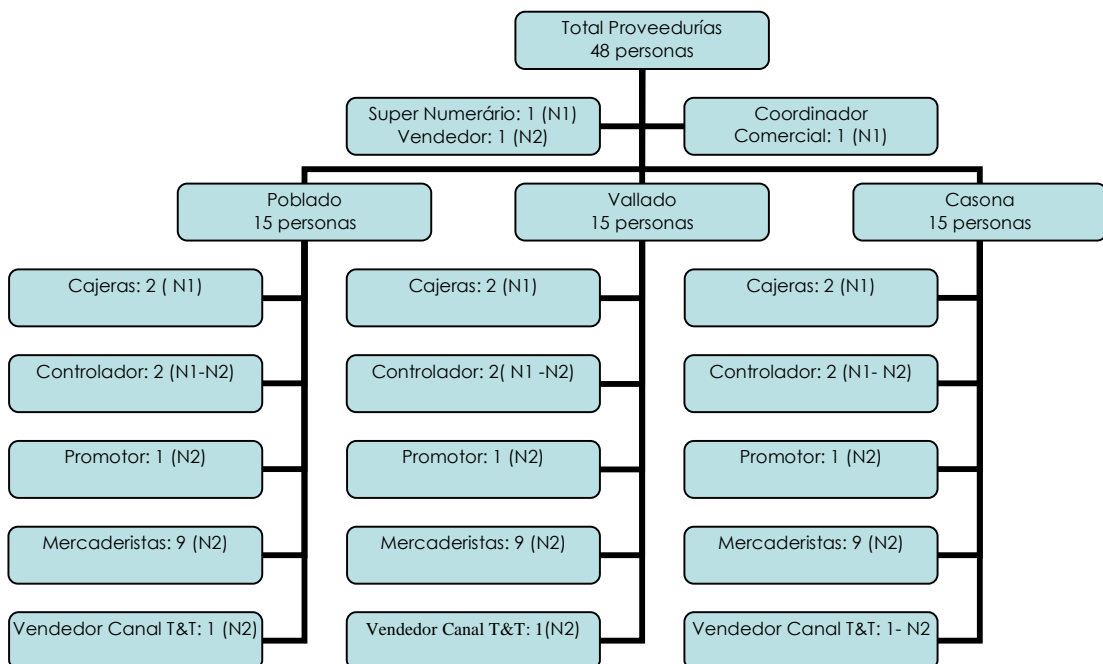 Total Proveedurías
48 personas
Super Numerário: 1 (N1)
Vendedor: 1 (N2)
Coordinador
Comercial: 1 (N1)
Poblado
15 personas
Vallado
15 personas
Casona
15 personas
Cajeras: 2 ( N1)
Cajeras: 2 (N1)
Cajeras: 2 (N1)
Controlador: 2 (N1-N2)
Controlador: 2( N1 -N2)
Controlador: 2 (N1- N2)
Promotor: 1 (N2)
Promotor: 1 (N2)
Promotor: 1 (N2)
Mercaderistas: 9 (N2)
Mercaderistas: 9 (N2)
Mercaderistas: 9 (N2)
Vendedor Canal T&T: 1 (N2)
Vendedor Canal T&T: 1(N2)
Vendedor Canal T&T: 1- N2